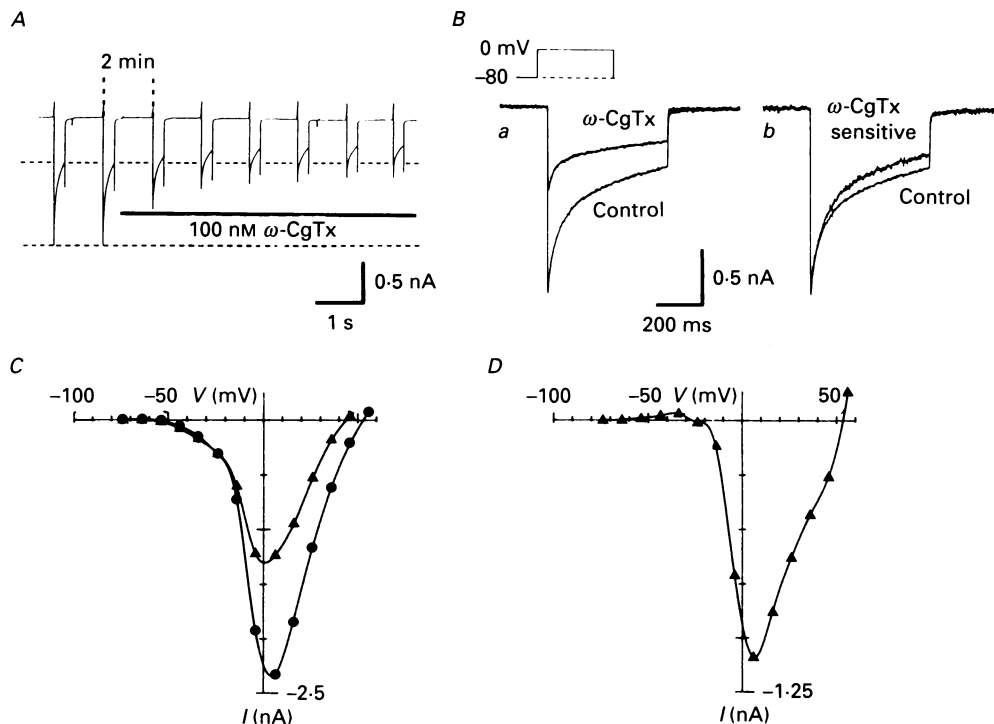 A
2 min
100 nM ω-CgTx
0·5 nA
1 s
B
0 mV
−80
a
ω-CgTx
Control
b
ω-CgTx
sensitive
Control
0·5 nA
200 ms
C
−100
−50
V (mV)
−2·5
I (nA)
D
−100
−50
V (mV)
50
−1·25
I (nA)